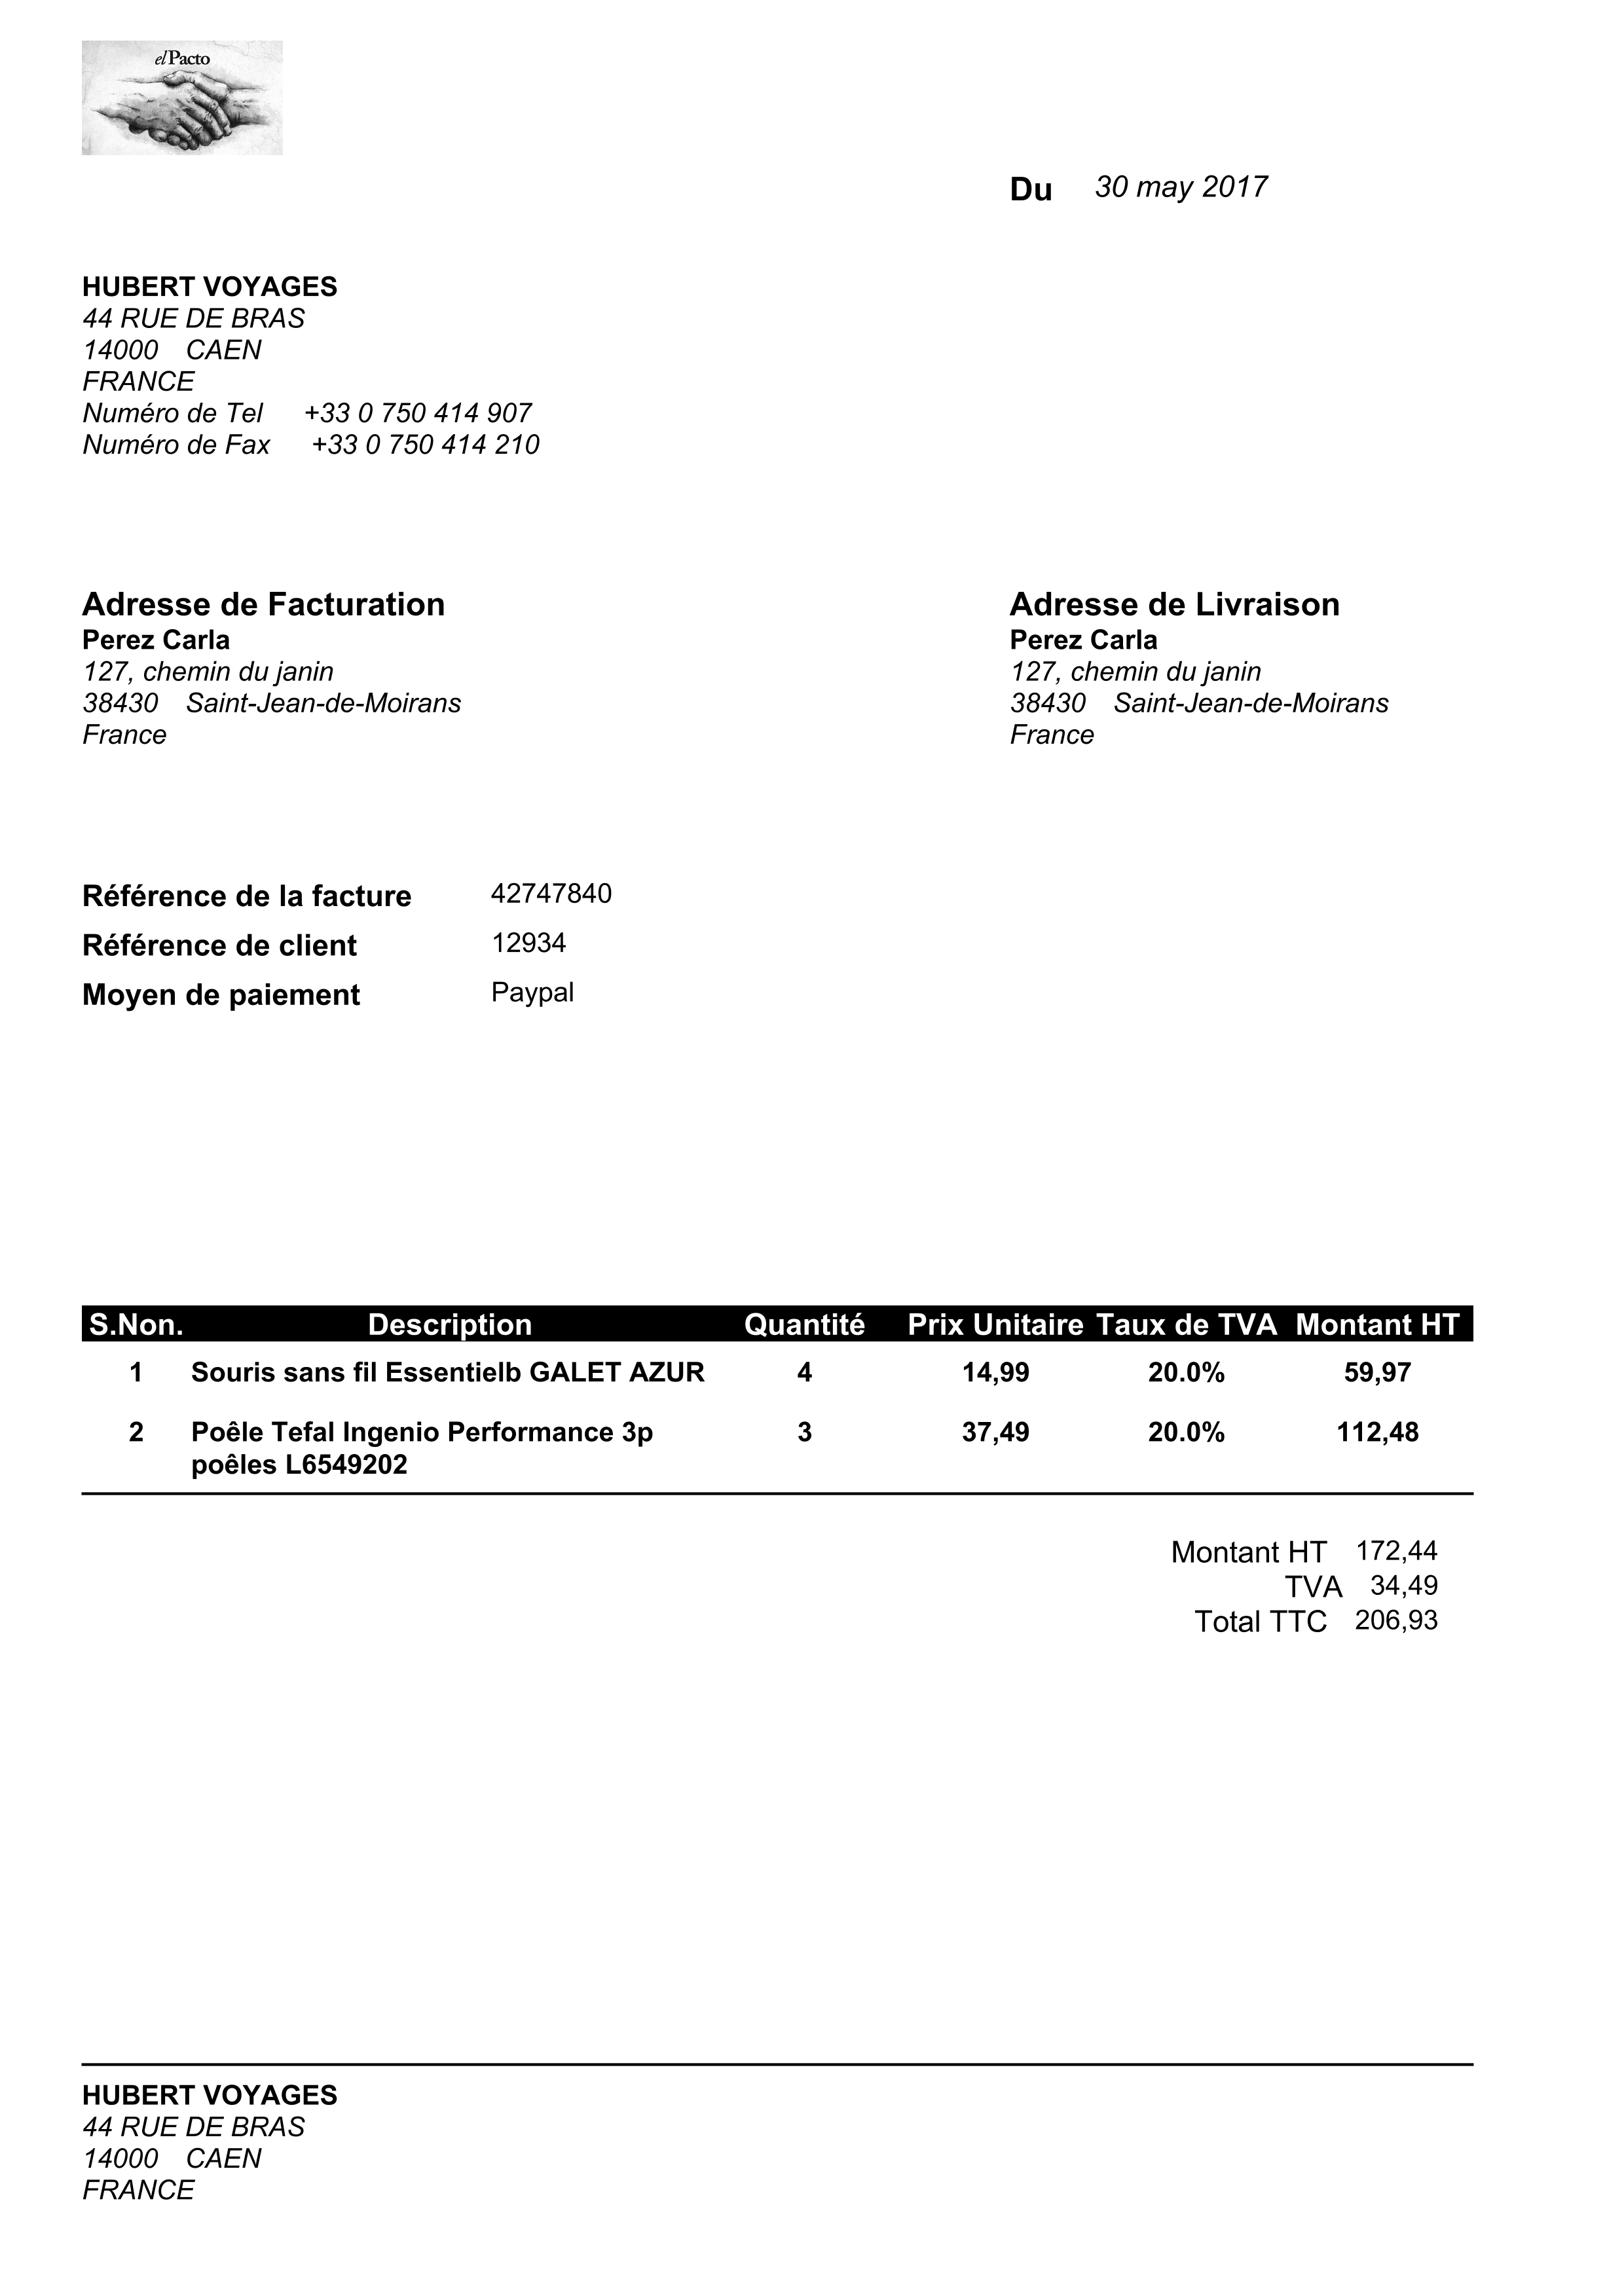 elPacto
Du 30 may 2017
HUBERT VOYAGES
44 RUE DE BRAS
14000 CAEN
FRANCE
Numéro de Tel +33 0 750 414 907
Numéro de Fax +33 0 750 414 210
Adresse de Facturation
Perez Carla
127, chemin du janin
38430 Saint-Jean-de-Moirans
France
Adresse de Livraison
Perez Carla
127, chemin du janin
38430 Saint-Jean-de-Moirans
France
Référence de la facture 42747840
Référence de client 12934
Moyen de paiement Paypal
S.Non. Description Quantité Prix Unitaire Taux de TVA Montant HT
1 Souris sans fil Essentielb GALET AZUR 4 14,99 20.0% 59,97
2 Poêle Tefal Ingenio Performance 3p 3 37,49 20.0% 112,48
poêles L6549202
Montant HT 172,44
TVA 34,49
Total TTC 206,93
HUBERT VOYAGES
44 RUE DE BRAS
14000 CAEN
FRANCE